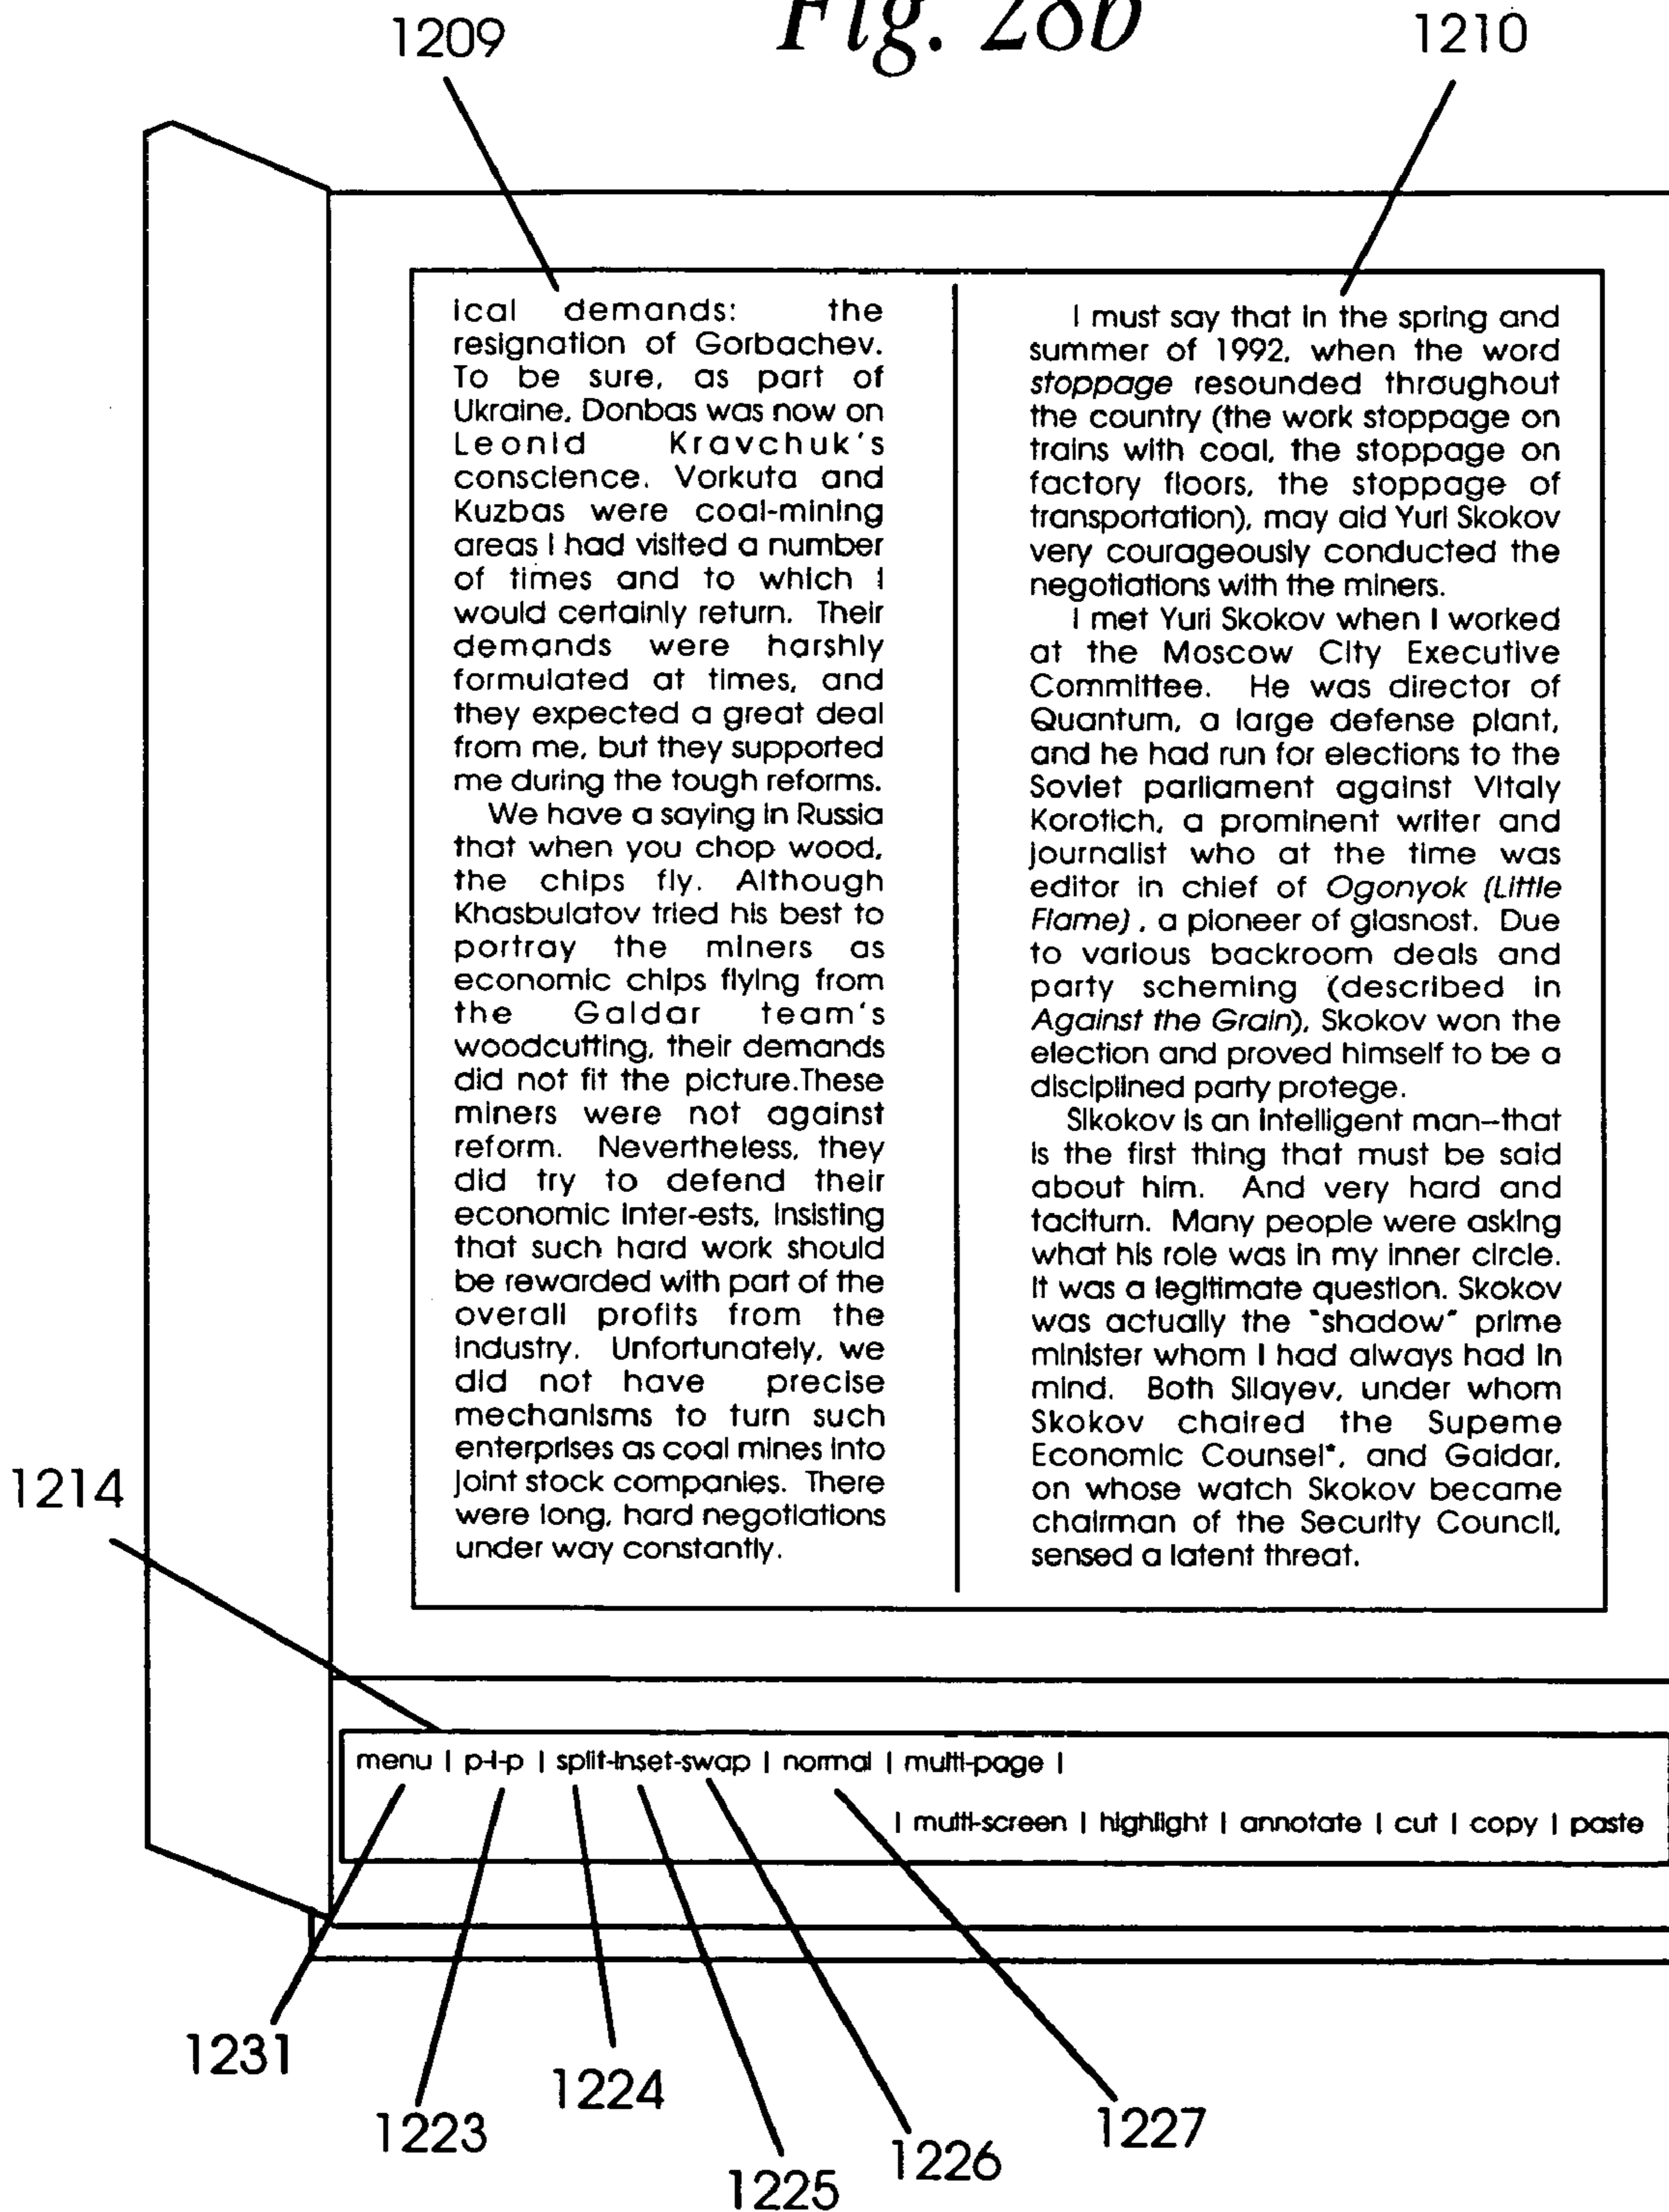 Fig. 28b
1209
1210
ical demands: the
resignation of Gorbachev.
To be sure, as part of
Ukraine, Donbas was now on
Leonid Kravchuk's
conscience. Vorkuta and
Kuzbas were coal-mining
areas I had visited a number
of times and to which I
would certainly return. Their
demands were harshly
formulated at times, and
they expected a great deal
from me, but they supported
me during the tough reforms.
We have a saying in Russia
that when you chop wood,
the chips fly. Although
Khasbulatov tried his best to
portray the miners as
economic chips flying from
the Gaidar team's
woodcutting, their demands
did not fit the picture.These
miners were not against
reform. Nevertheless, they
did try to defend their
economic inter-ests, insisting
that such hard work should
be rewarded with part of the
overall profits from the
industry. Unfortunately, we
did not have precise
mechanisms to turn such
enterprises as coal mines into
joint stock companies. There
were long, hard negotiations
under way constantly.
I must say that in the spring and
summer of 1992, when the word
stoppage resounded throughout
the country (the work stoppage on
trains with coal, the stoppage on
factory floors, the stoppage of
transportation), may aid Yuri Skokov
very courageously conducted the
negotiations with the miners.
I met Yuri Skokov when I worked
at the Moscow City Executive
Committee. He was director of
Quantum, a large defense plant,
and he had run for elections to the
Soviet parliament against Vitaly
Korotich, a prominent writer and
journalist who at the time was
editor in chief of Ogonyok (Little
Flame) , a pioneer of glasnost. Due
to various backroom deals and
party scheming (described in
Against the Grain), Skokov won the
election and proved himself to be a
disciplined party protege.
Slkokov is an intelligent man--that
is the first thing that must be said
about him. And very hard and
taciturn. Many people were asking
what his role was in my inner circle.
It was a legitimate question. Skokov
was actually the "shadow" prime
minister whom I had always had in
mind. Both Silayev, under whom
Skokov chaired the Supeme
Economic Counsel*, and Gaidar,
on whose watch Skokov became
chairman of the Security Council,
sensed a latent threat.
1214
menu | p-i-p | split-inset-swap | normal | multi-page |
| multi-screen | highlight | annotate | cut | copy | paste
1231
1223
1224
1225
1226
1227